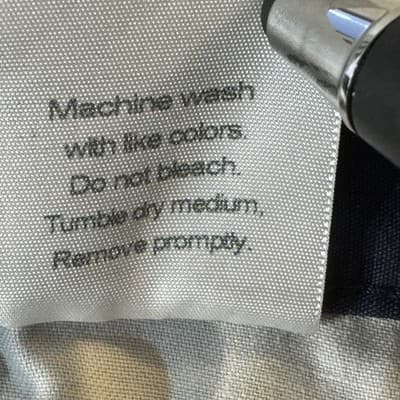 Machine wash
with like colors.
Do not bleach.
Tumble dry medium,
Remove promptly.